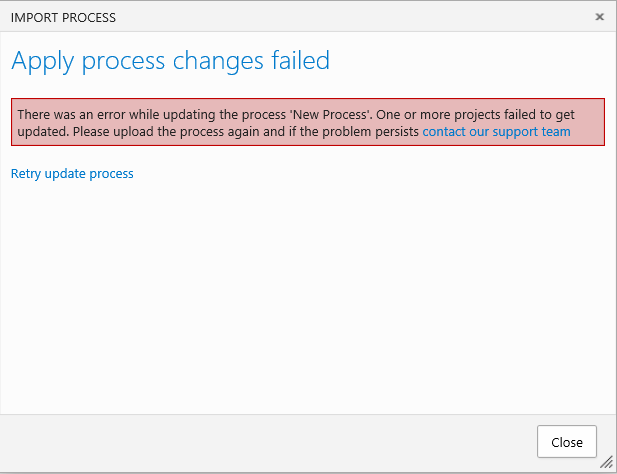 IMPORT PROCESS
Apply process changes failed
There was an error while updating the process 'New Process'. One or more projects failed to get
updated. Please upload the process again and if the problem persists contact our support team
Retry update process
Close